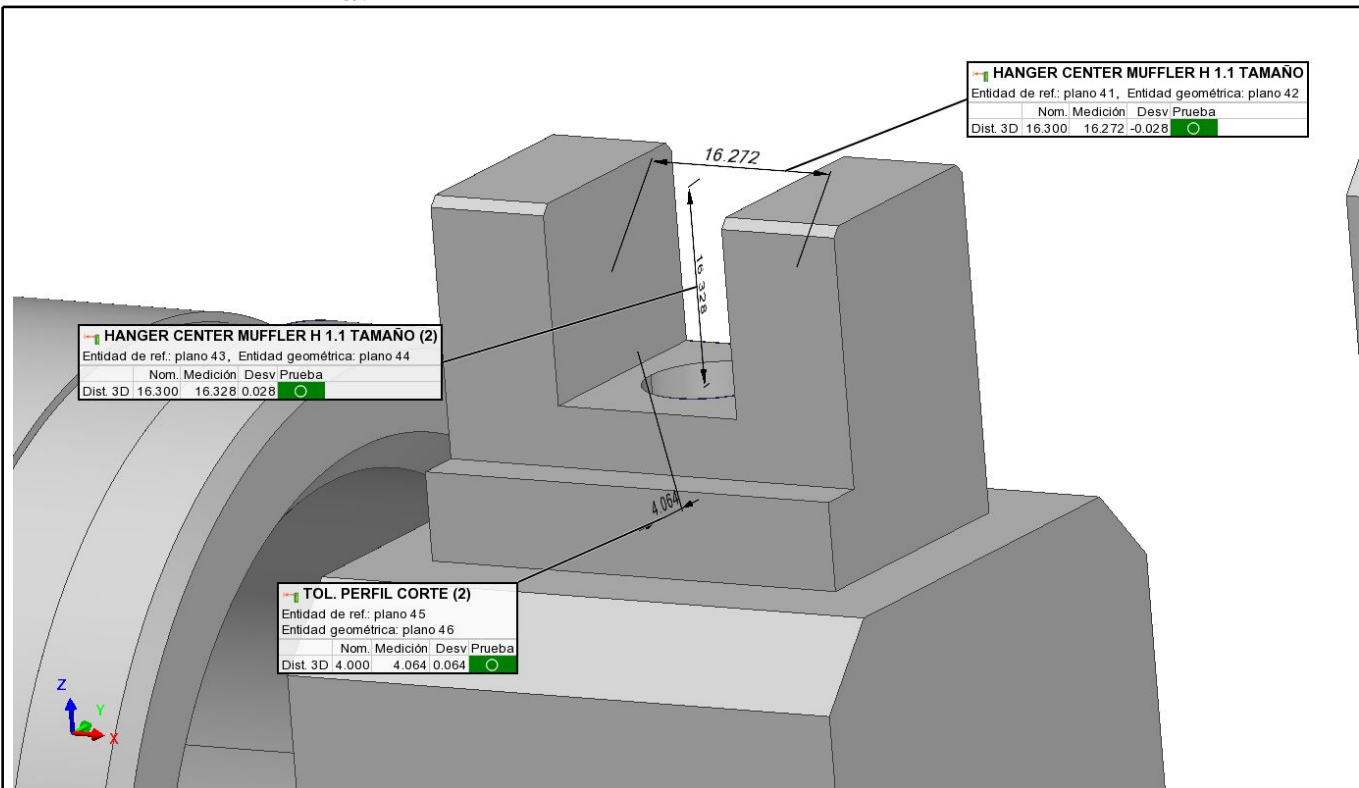 HANGER CENTER MUFFLER H 1.1 TAMAÑO
Entidad de ref.: plano 41, Entidad geométrica: plano 42
Nom. Medición Desv Prueba
Dist. 3D 16.300 16.272 -0.028
16.272
16.328
HANGER CENTER MUFFLER H 1.1 TAMAÑO (2)
Entidad de ref.: plano 43, Entidad geométrica: plano 44
Nom. Medición Desv Prueba
Dist. 3D 16.300 16.328 0.028
4.064
TOL. PERFIL CORTE (2)
Entidad de ref.: plano 45
Entidad geométrica: plano 46
Nom. Medición Desv Prueba
Dist. 3D 4.000 4.064 0.064
Z
Y
X